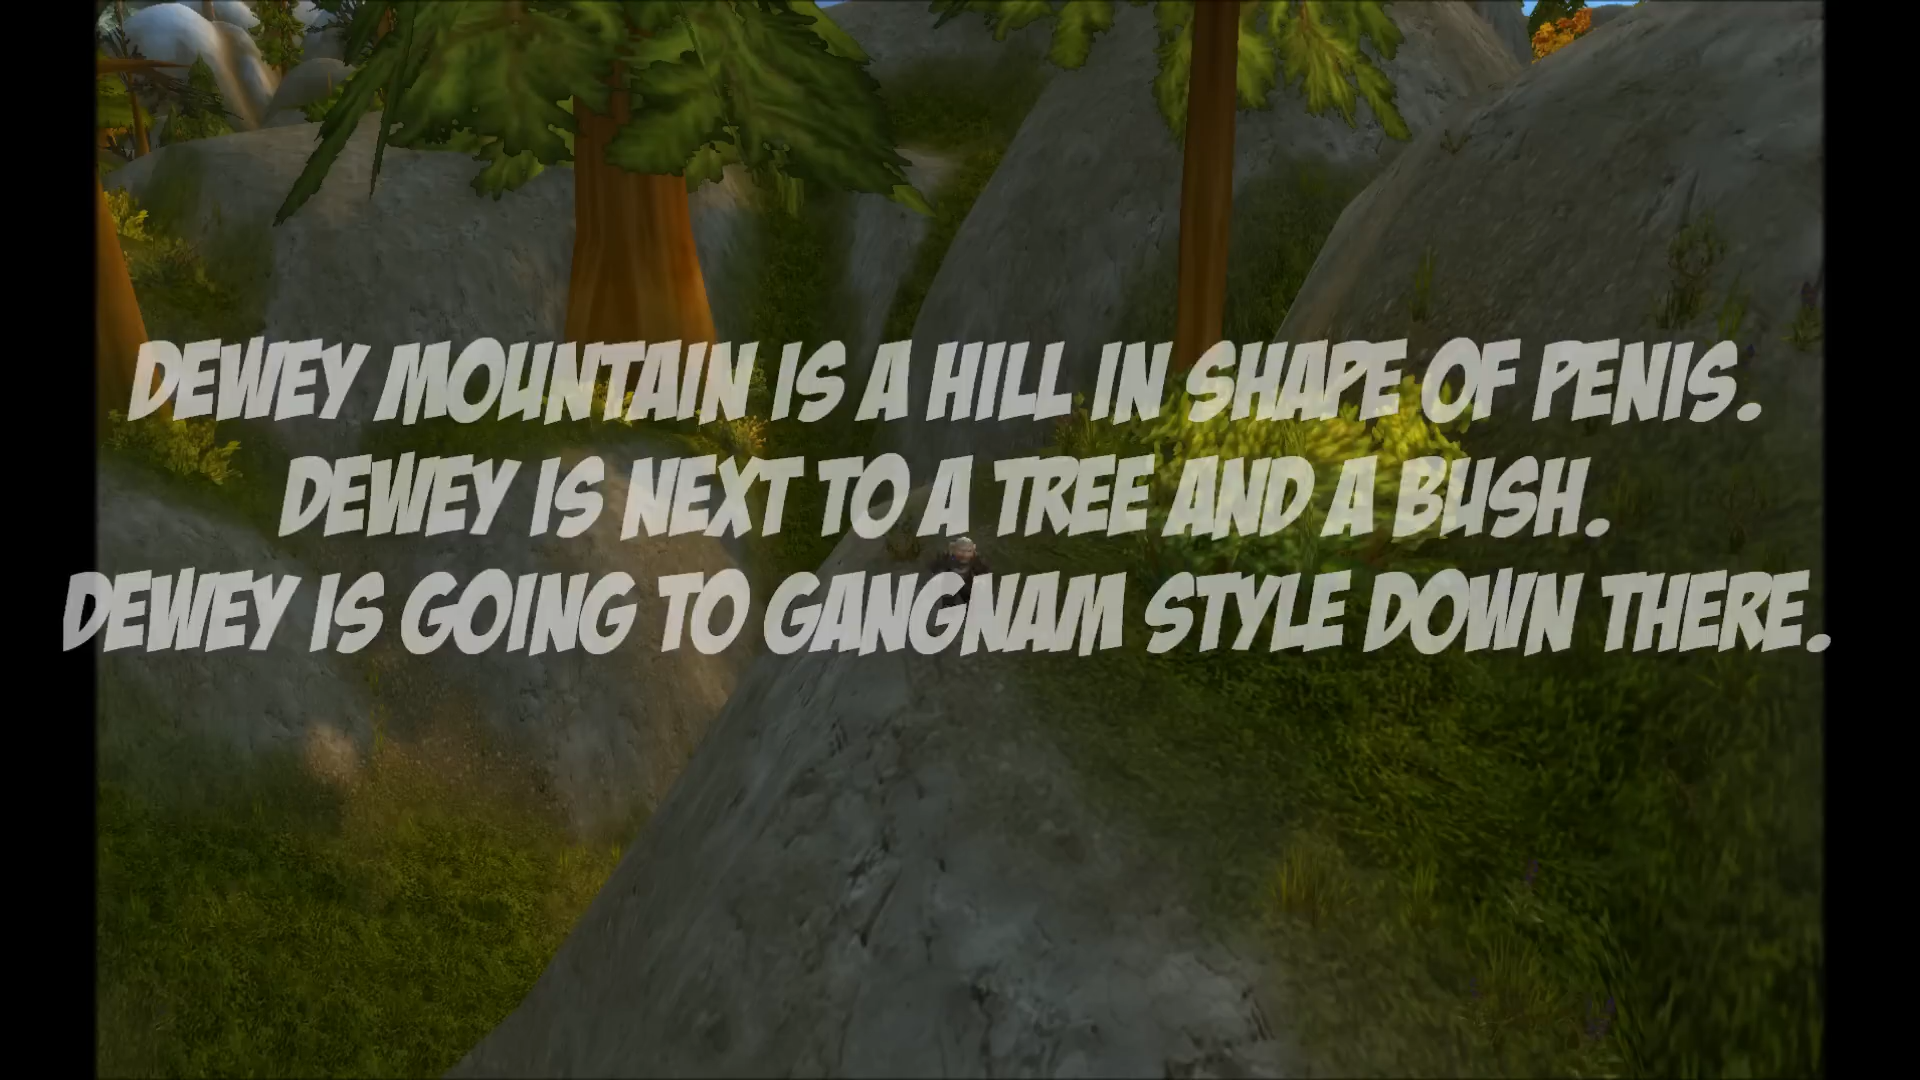 DEWEY MOUNTAIN IS A HILL IN SHAPE OF PENIS.
DEWEY IS NEXT TO A TREE AND A BUSH.
DEWEY IS GOING TO GANGNAM STYLE DOWN THERE.